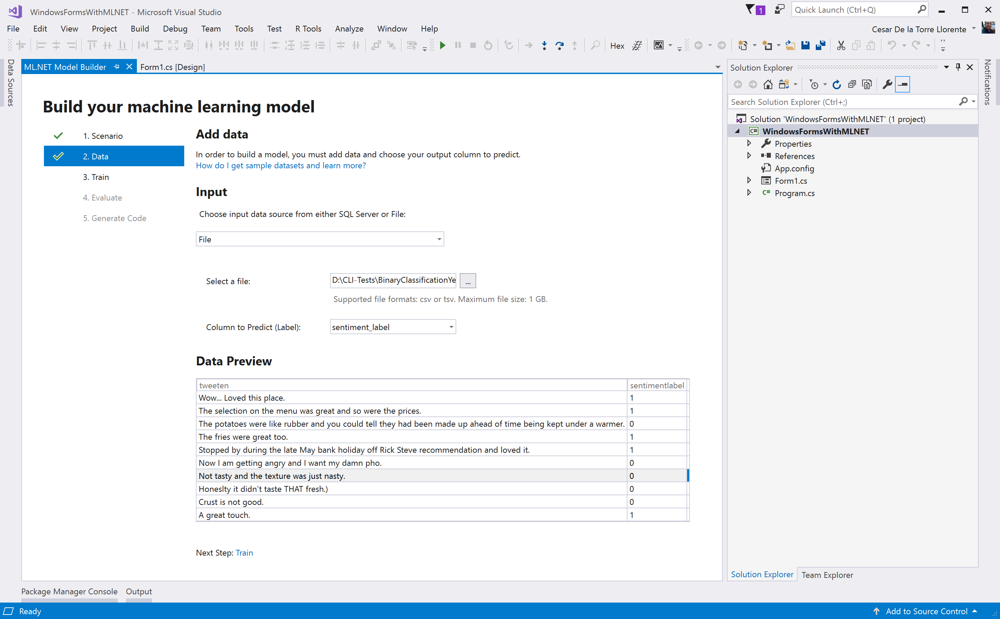 WindowsFormsWithMLNET - Microsoft Visual Studio
1
Quick Launch (Ctrl+Q)
File Edit View Project Build Debug Team Tools Test R Tools Analyze Window Help
Cesar De la Torre Llorente
Hex
Data Sources
ML.NET Model Builder
Form1.cs [Design]
Build your machine learning model
1. Scenario
2. Data
3. Train
4. Evaluate
5. Generate Code
Add data
In order to build a model, you must add data and choose your output column to predict.
How do I get sample datasets and learn more?
Input
Choose input data source from either SQL Server or File:
File
Select a file:
D:\CLI-Tests\BinaryClassificationYe
...
Supported file formats: csv or tsv. Maximum file size: 1 GB.
Column to Predict (Label):
sentiment_label
Data Preview
tweeten sentimentlabel
Wow... Loved this place. 1
The selection on the menu was great and so were the prices. 1
The potatoes were like rubber and you could tell they had been made up ahead of time being kept under a warmer. 0
The fries were great too. 1
Stopped by during the late May bank holiday off Rick Steve recommendation and loved it. 1
Now I am getting angry and I want my damn pho. 0
Not tasty and the texture was just nasty. 0
Honeslty it didn't taste THAT fresh.) 0
Crust is not good. 0
A great touch. 1
Next Step: Train
Solution Explorer
Search Solution Explorer (Ctrl+;)
Solution 'WindowsFormsWithMLNET' (1 project)
C# WindowsFormsWithMLNET
Properties
References
App.config
Form1.cs
C# Program.cs
Solution Explorer
Team Explorer
Notifications
Package Manager Console
Output
Ready
Add to Source Control